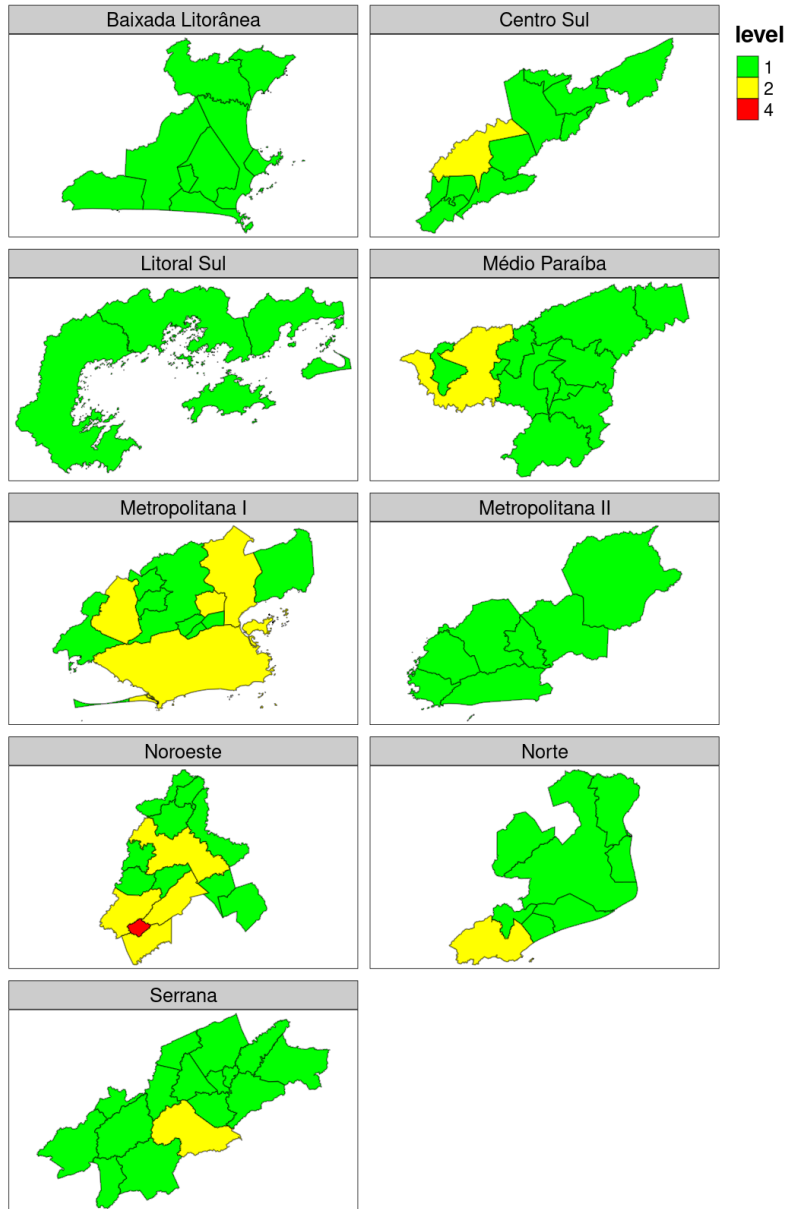 Baixada Litorânea
Centro Sul
level
1
2
4
Litoral Sul
Médio Paraíba
Metropolitana I
Metropolitana II
Noroeste
Norte
Serrana